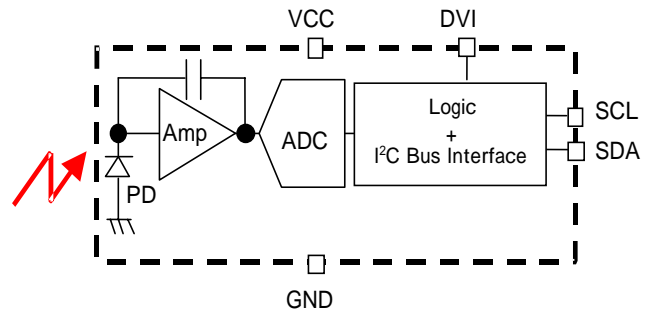 VCC
DVI
Amp
ADC
Logic
+
I²C Bus Interface
SCL
SDA
PD
GND